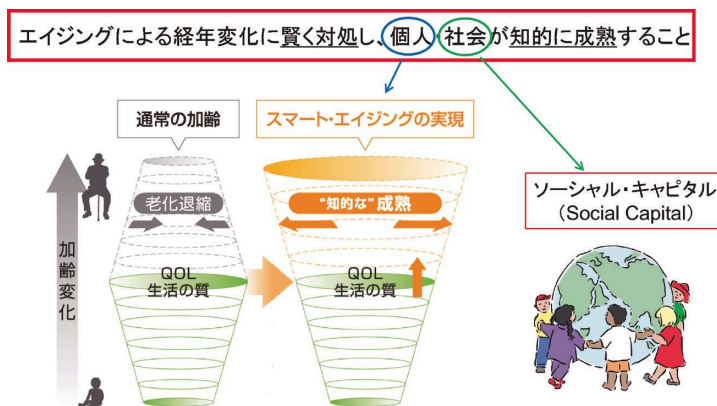 エイジングによる経年変化に賢く対処し、個人・社会が知的に成熟すること
通常の加齢
スマート・エイジングの実現
加齢変化
老化退縮
QOL
生活の質
“知的な”成熟
QOL
生活の質
ソーシャル・キャピタル
(Social Capital)